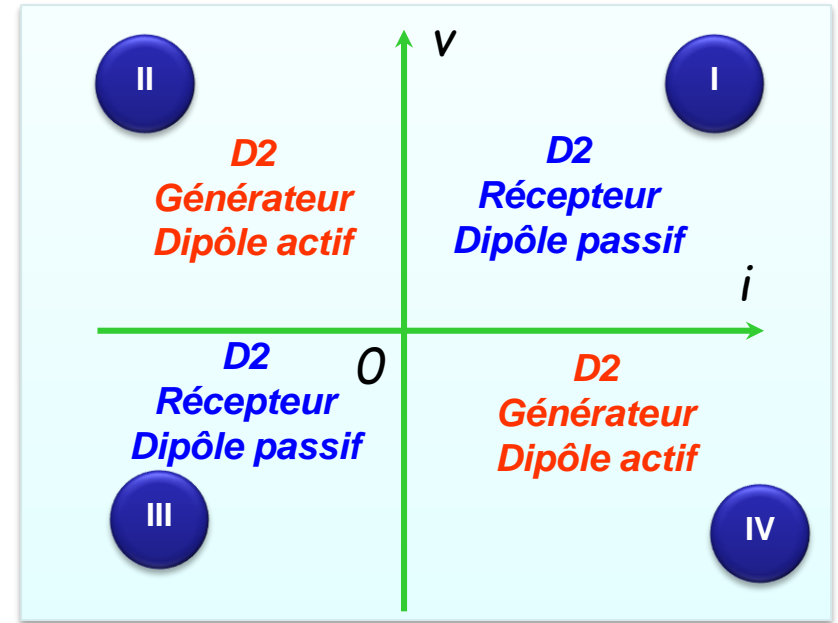 v
II
I
D2
Générateur
Dipôle actif
D2
Récepteur
Dipôle passif
i
0
D2
Récepteur
Dipôle passif
D2
Générateur
Dipôle actif
III
IV